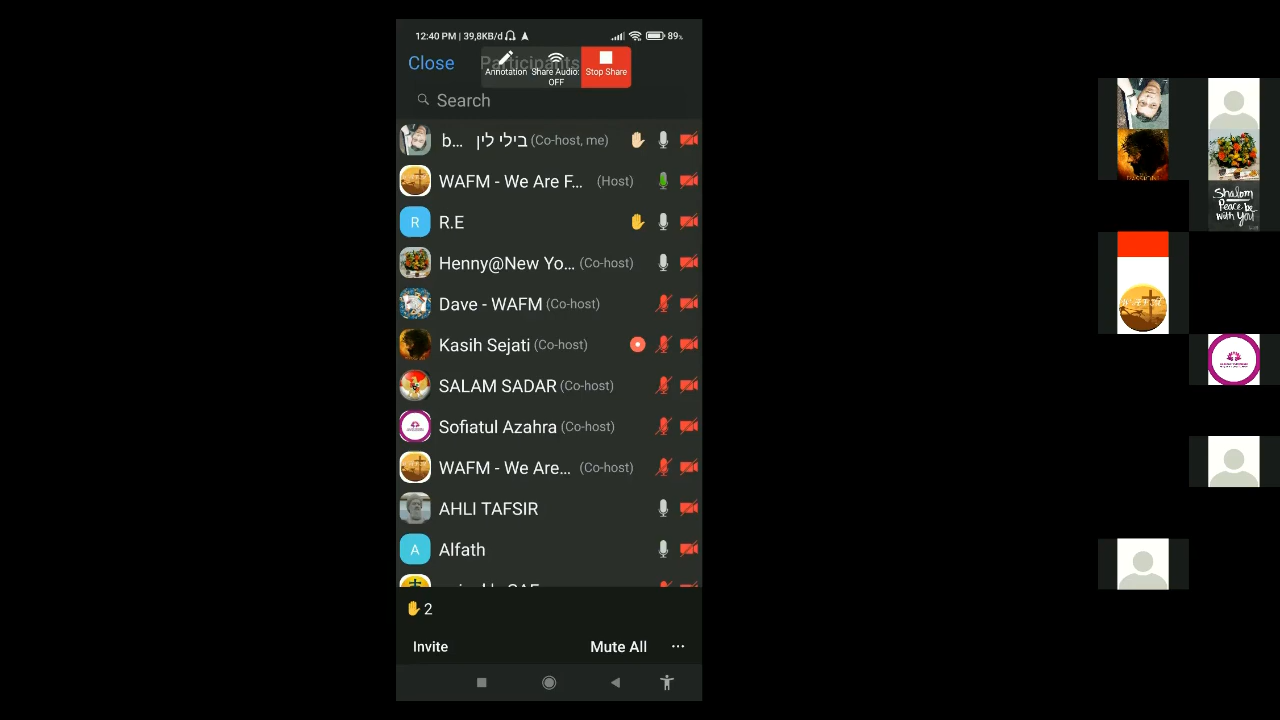 12:40 PM | 39,8KB/d
89%
Close
Participants
Annotation
Share Audio: OFF
Stop Share
Search
b... בילי לין (Co-host, me)
WAFM - We Are F... (Host)
R
R.E
Henny@New Yo... (Co-host)
Dave - WAFM (Co-host)
Kasih Sejati (Co-host)
SALAM SADAR (Co-host)
Sofiatul Azahra (Co-host)
WAFM - We Are... (Co-host)
AHLI TAFSIR
A
Alfath
2
Invite
Mute All
Shalom
Peace be
with You